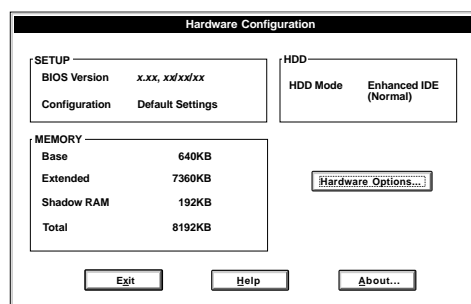 Hardware Configuration
SETUP
BIOS Version x.xx, xx/xx/xx
Configuration Default Settings
HDD
HDD Mode Enhanced IDE
(Normal)
MEMORY
Base 640KB
Extended 7360KB
Shadow RAM 192KB
Total 8192KB
Hardware Options...
Exit
Help
About...